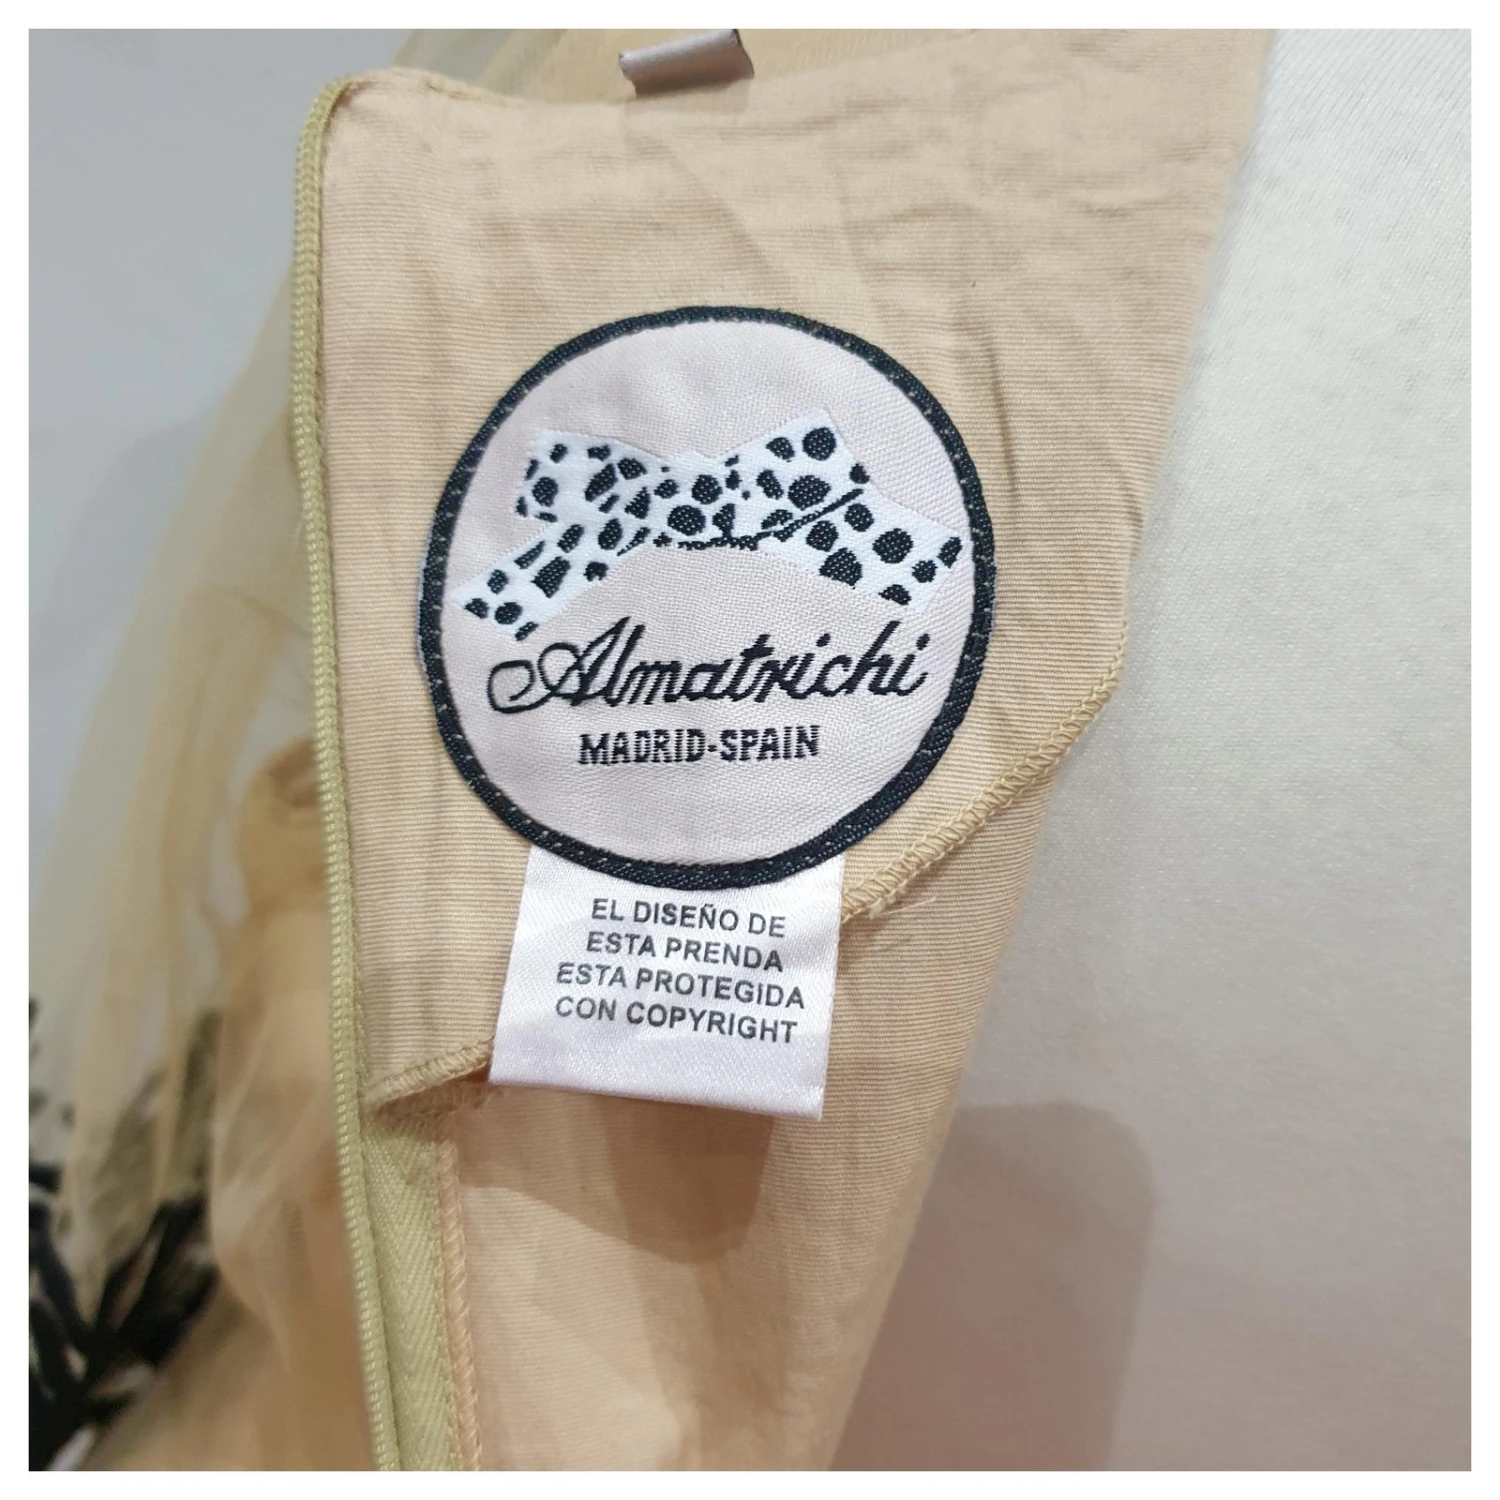 Almatrichi
MADRID-SPAIN
EL DISEÑO DE
ESTA PRENDA
ESTA PROTEGIDA
CON COPYRIGHT